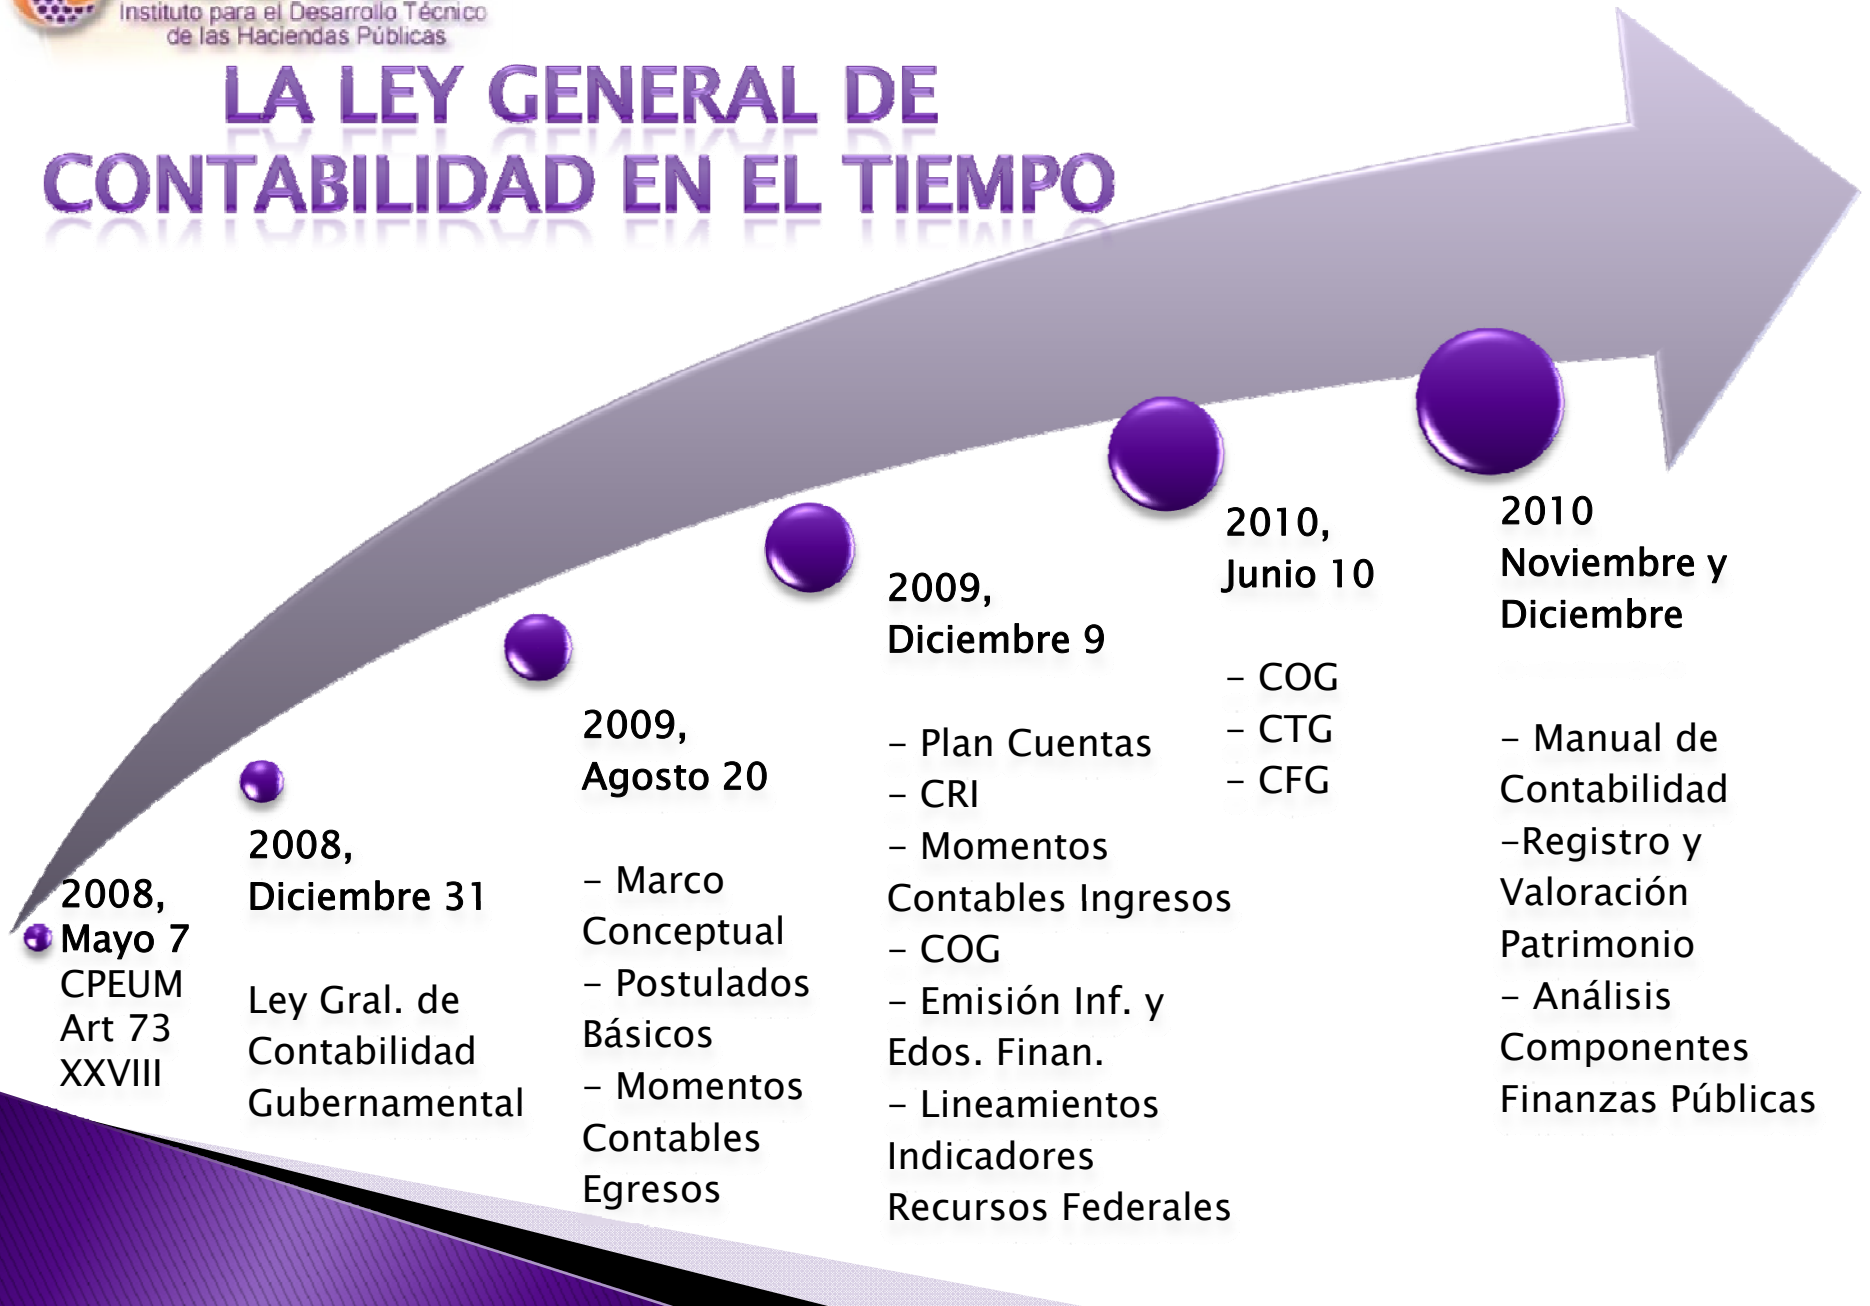 Instituto para el Desarrollo Técnico
de las Haciendas Públicas
LA LEY GENERAL DE
CONTABILIDAD EN EL TIEMPO
2008,
Mayo 7
CPEUM
Art 73
XXVIII
2008,
Diciembre 31
Ley Gral. de
Contabilidad
Gubernamental
2009,
Agosto 20
- Marco
Conceptual
- Postulados
Básicos
- Momentos
Contables
Egresos
2009,
Diciembre 9
- Plan Cuentas
- CRI
- Momentos
Contables Ingresos
- COG
- Emisión Inf. y
Edos. Finan.
- Lineamientos
Indicadores
Recursos Federales
2010,
Junio 10
- COG
- CTG
- CFG
2010
Noviembre y
Diciembre
- Manual de
Contabilidad
-Registro y
Valoración
Patrimonio
- Análisis
Componentes
Finanzas Públicas